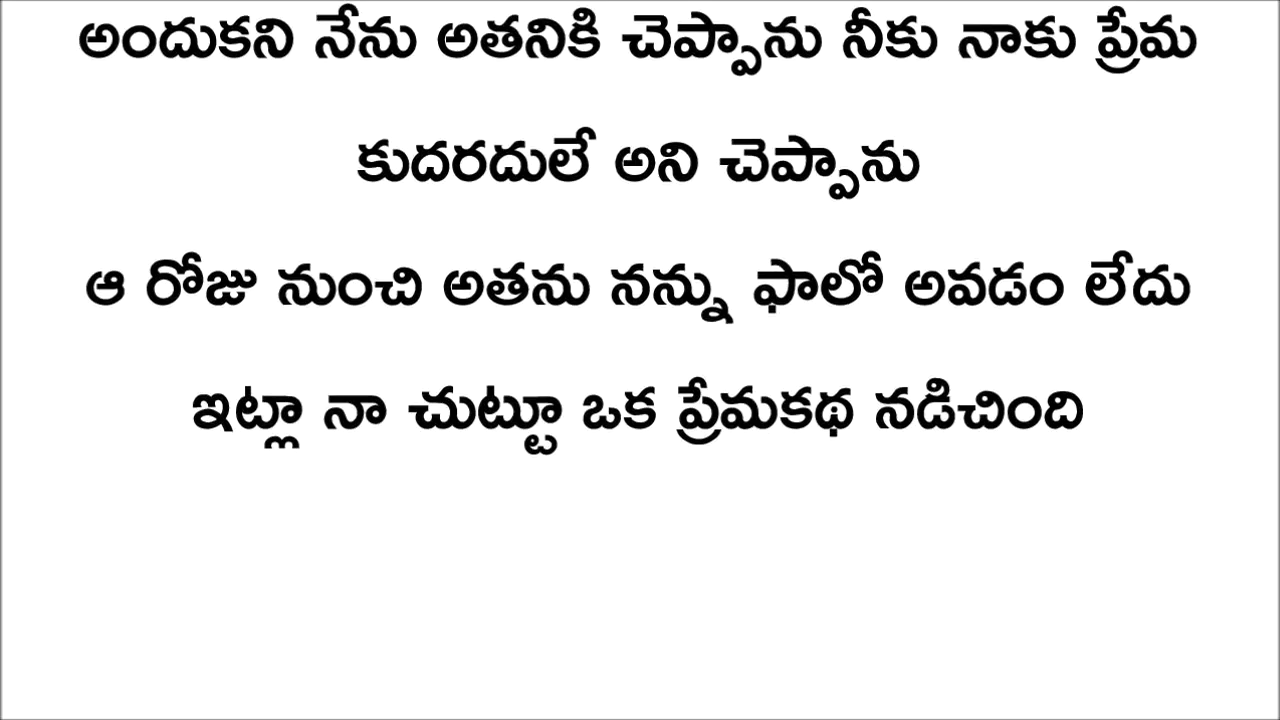 అందుకని నేను అతనికి చెప్పాను నీకు నాకు ప్రేమ
కుదరదులే అని చెప్పాను
ఆ రోజు నుంచి అతను నన్ను ఫాలో అవడం లేదు
ఇట్లా నా చుట్టూ ఒక ప్రేమకథ నడిచింది